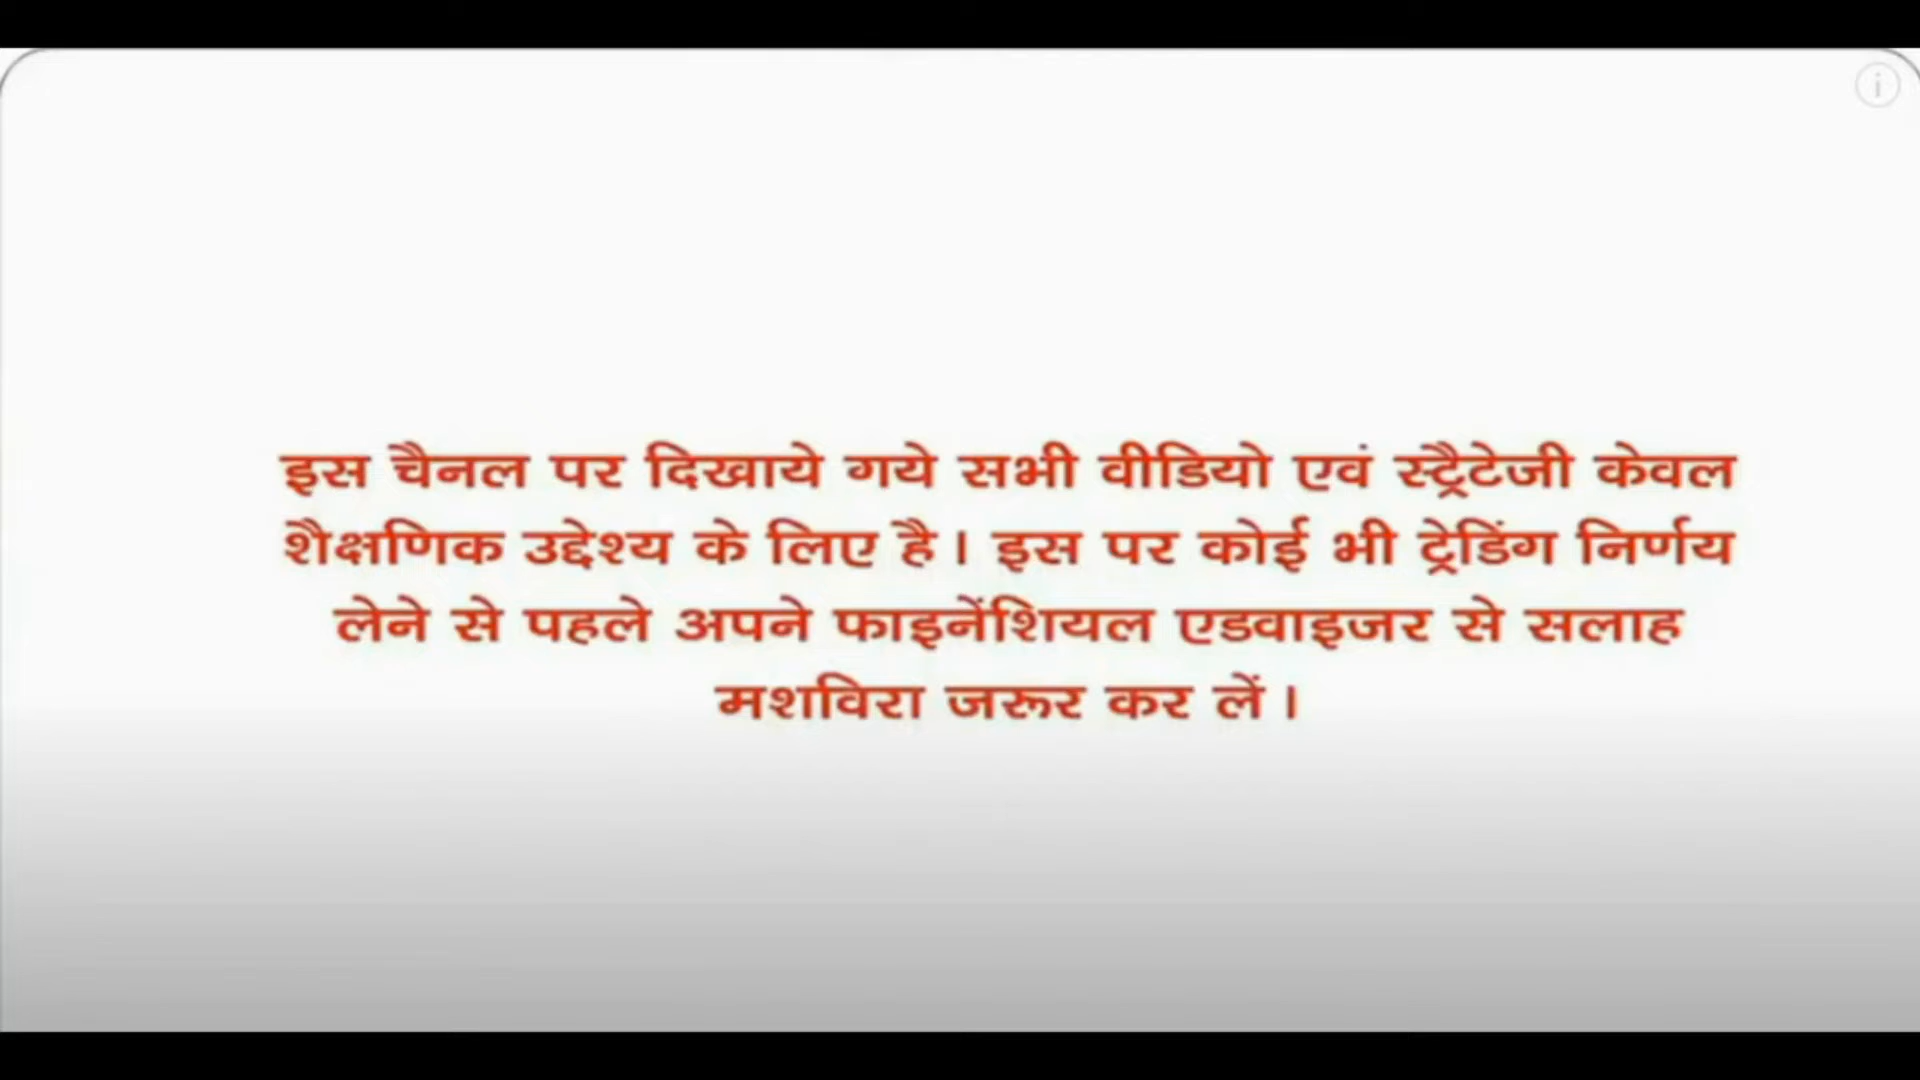 इस चैनल पर दिखाये गये सभी वीडियो एवं स्ट्रैटेजी केवल
शैक्षणिक उद्देश्य के लिए है। इस पर कोई भी ट्रेडिंग निर्णय
लेने से पहले अपने फाइनेंशियल एडवाइजर से सलाह
मशविरा जरूर कर लें।